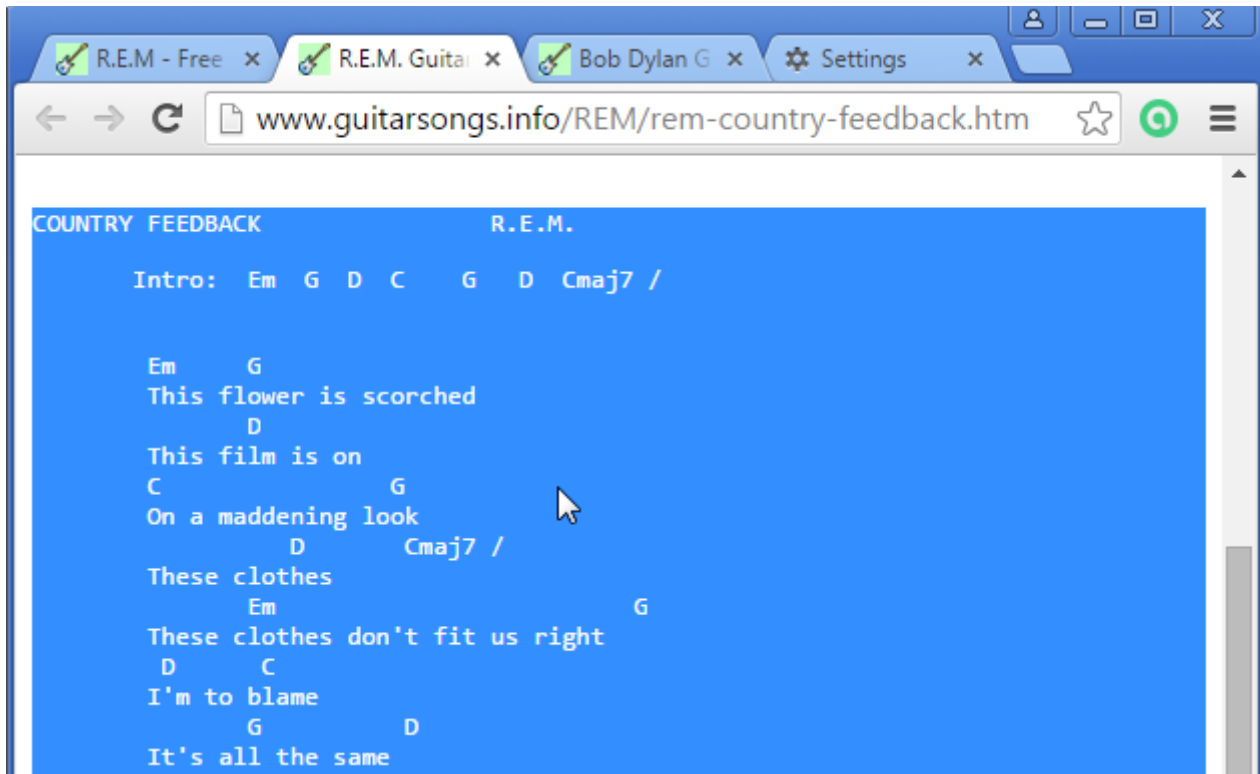 R.E.M - Free R.E.M. Guita Bob Dylan G Settings
www.guitarsongs.info/REM/rem-country-feedback.htm
COUNTRY FEEDBACK                R.E.M.
Intro:  Em  G  D  C    G   D  Cmaj7 /
Em     G
This flower is scorched
D
This film is on
C                G
On a maddening look
D       Cmaj7 /
These clothes
Em                         G
These clothes don't fit us right
D      C
I'm to blame
G          D
It's all the same